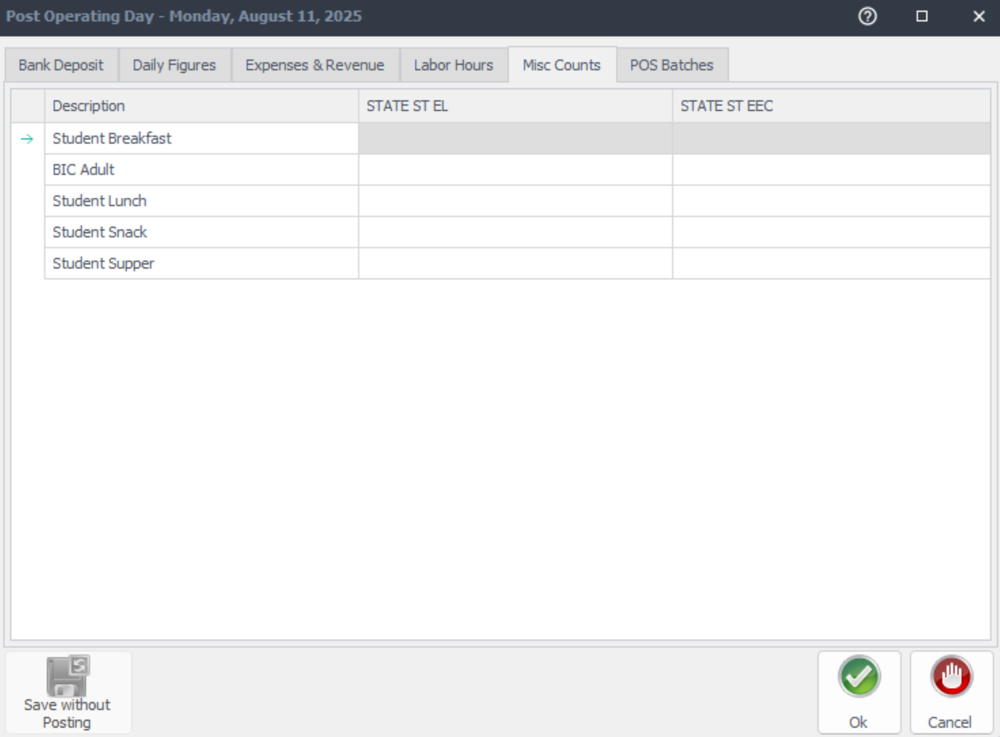 Post Operating Day - Monday, August 11, 2025
Bank Deposit Daily Figures Expenses & Revenue Labor Hours Misc Counts POS Batches
Description STATE ST EL STATE ST EEC
Student Breakfast
BIC Adult
Student Lunch
Student Snack
Student Supper
Save without
Posting
Ok
Cancel